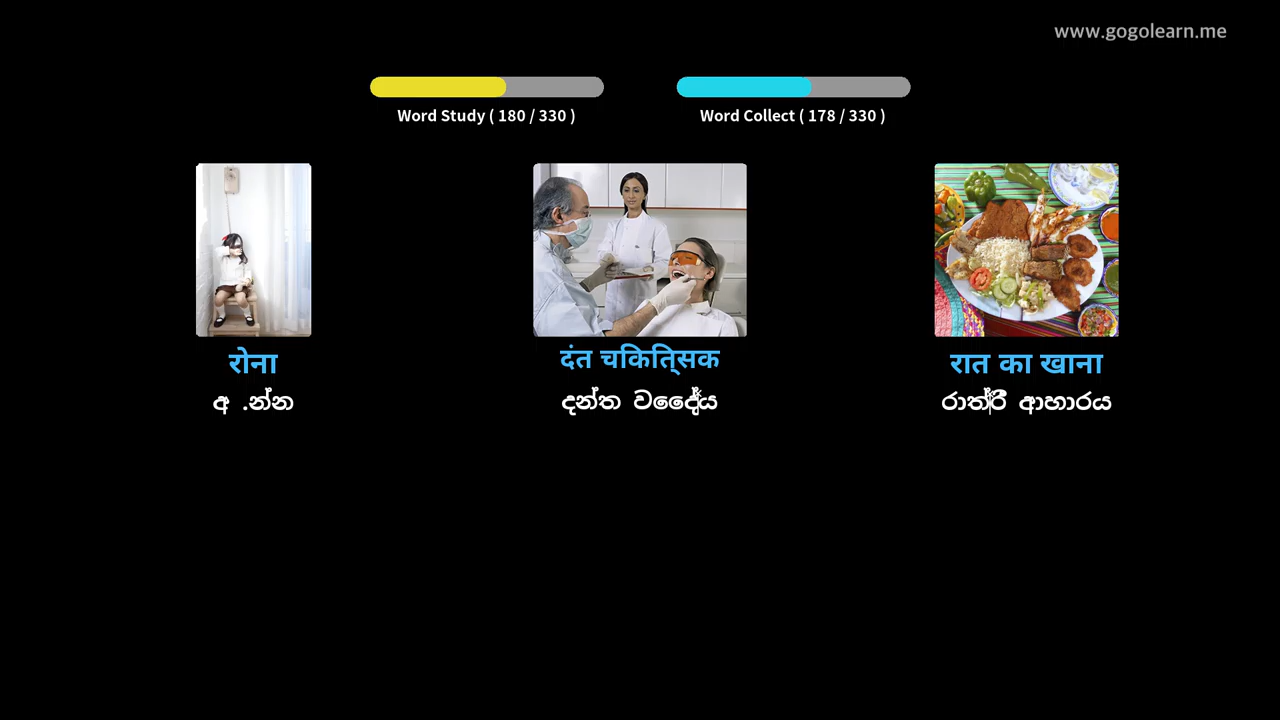 www.gogolearn.me
Word Study ( 180 / 330 )
Word Collect ( 178 / 330 )
रोना
दंत चकित्िसक
रात का खाना
අ .න්න
දන්ත වෛද්‍ය
රාත්‍රී ආහාරය